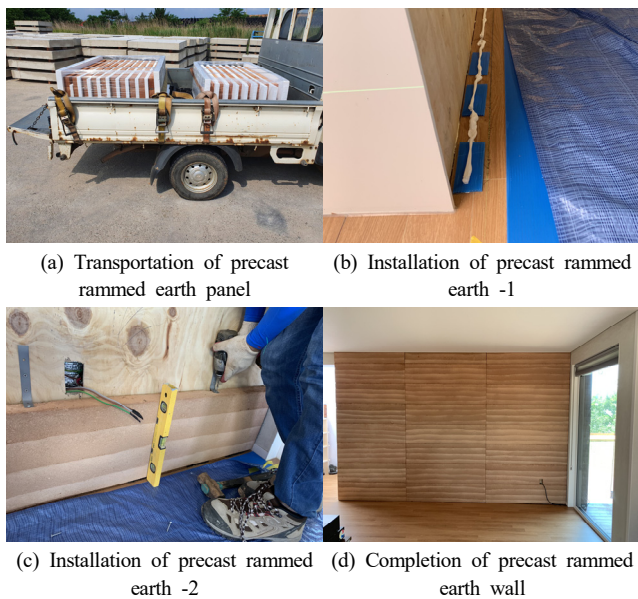 (a) Transportation of precast
rammed earth panel
(b) Installation of precast rammed
earth -1
(c) Installation of precast rammed
earth -2
(d) Completion of precast rammed
earth wall